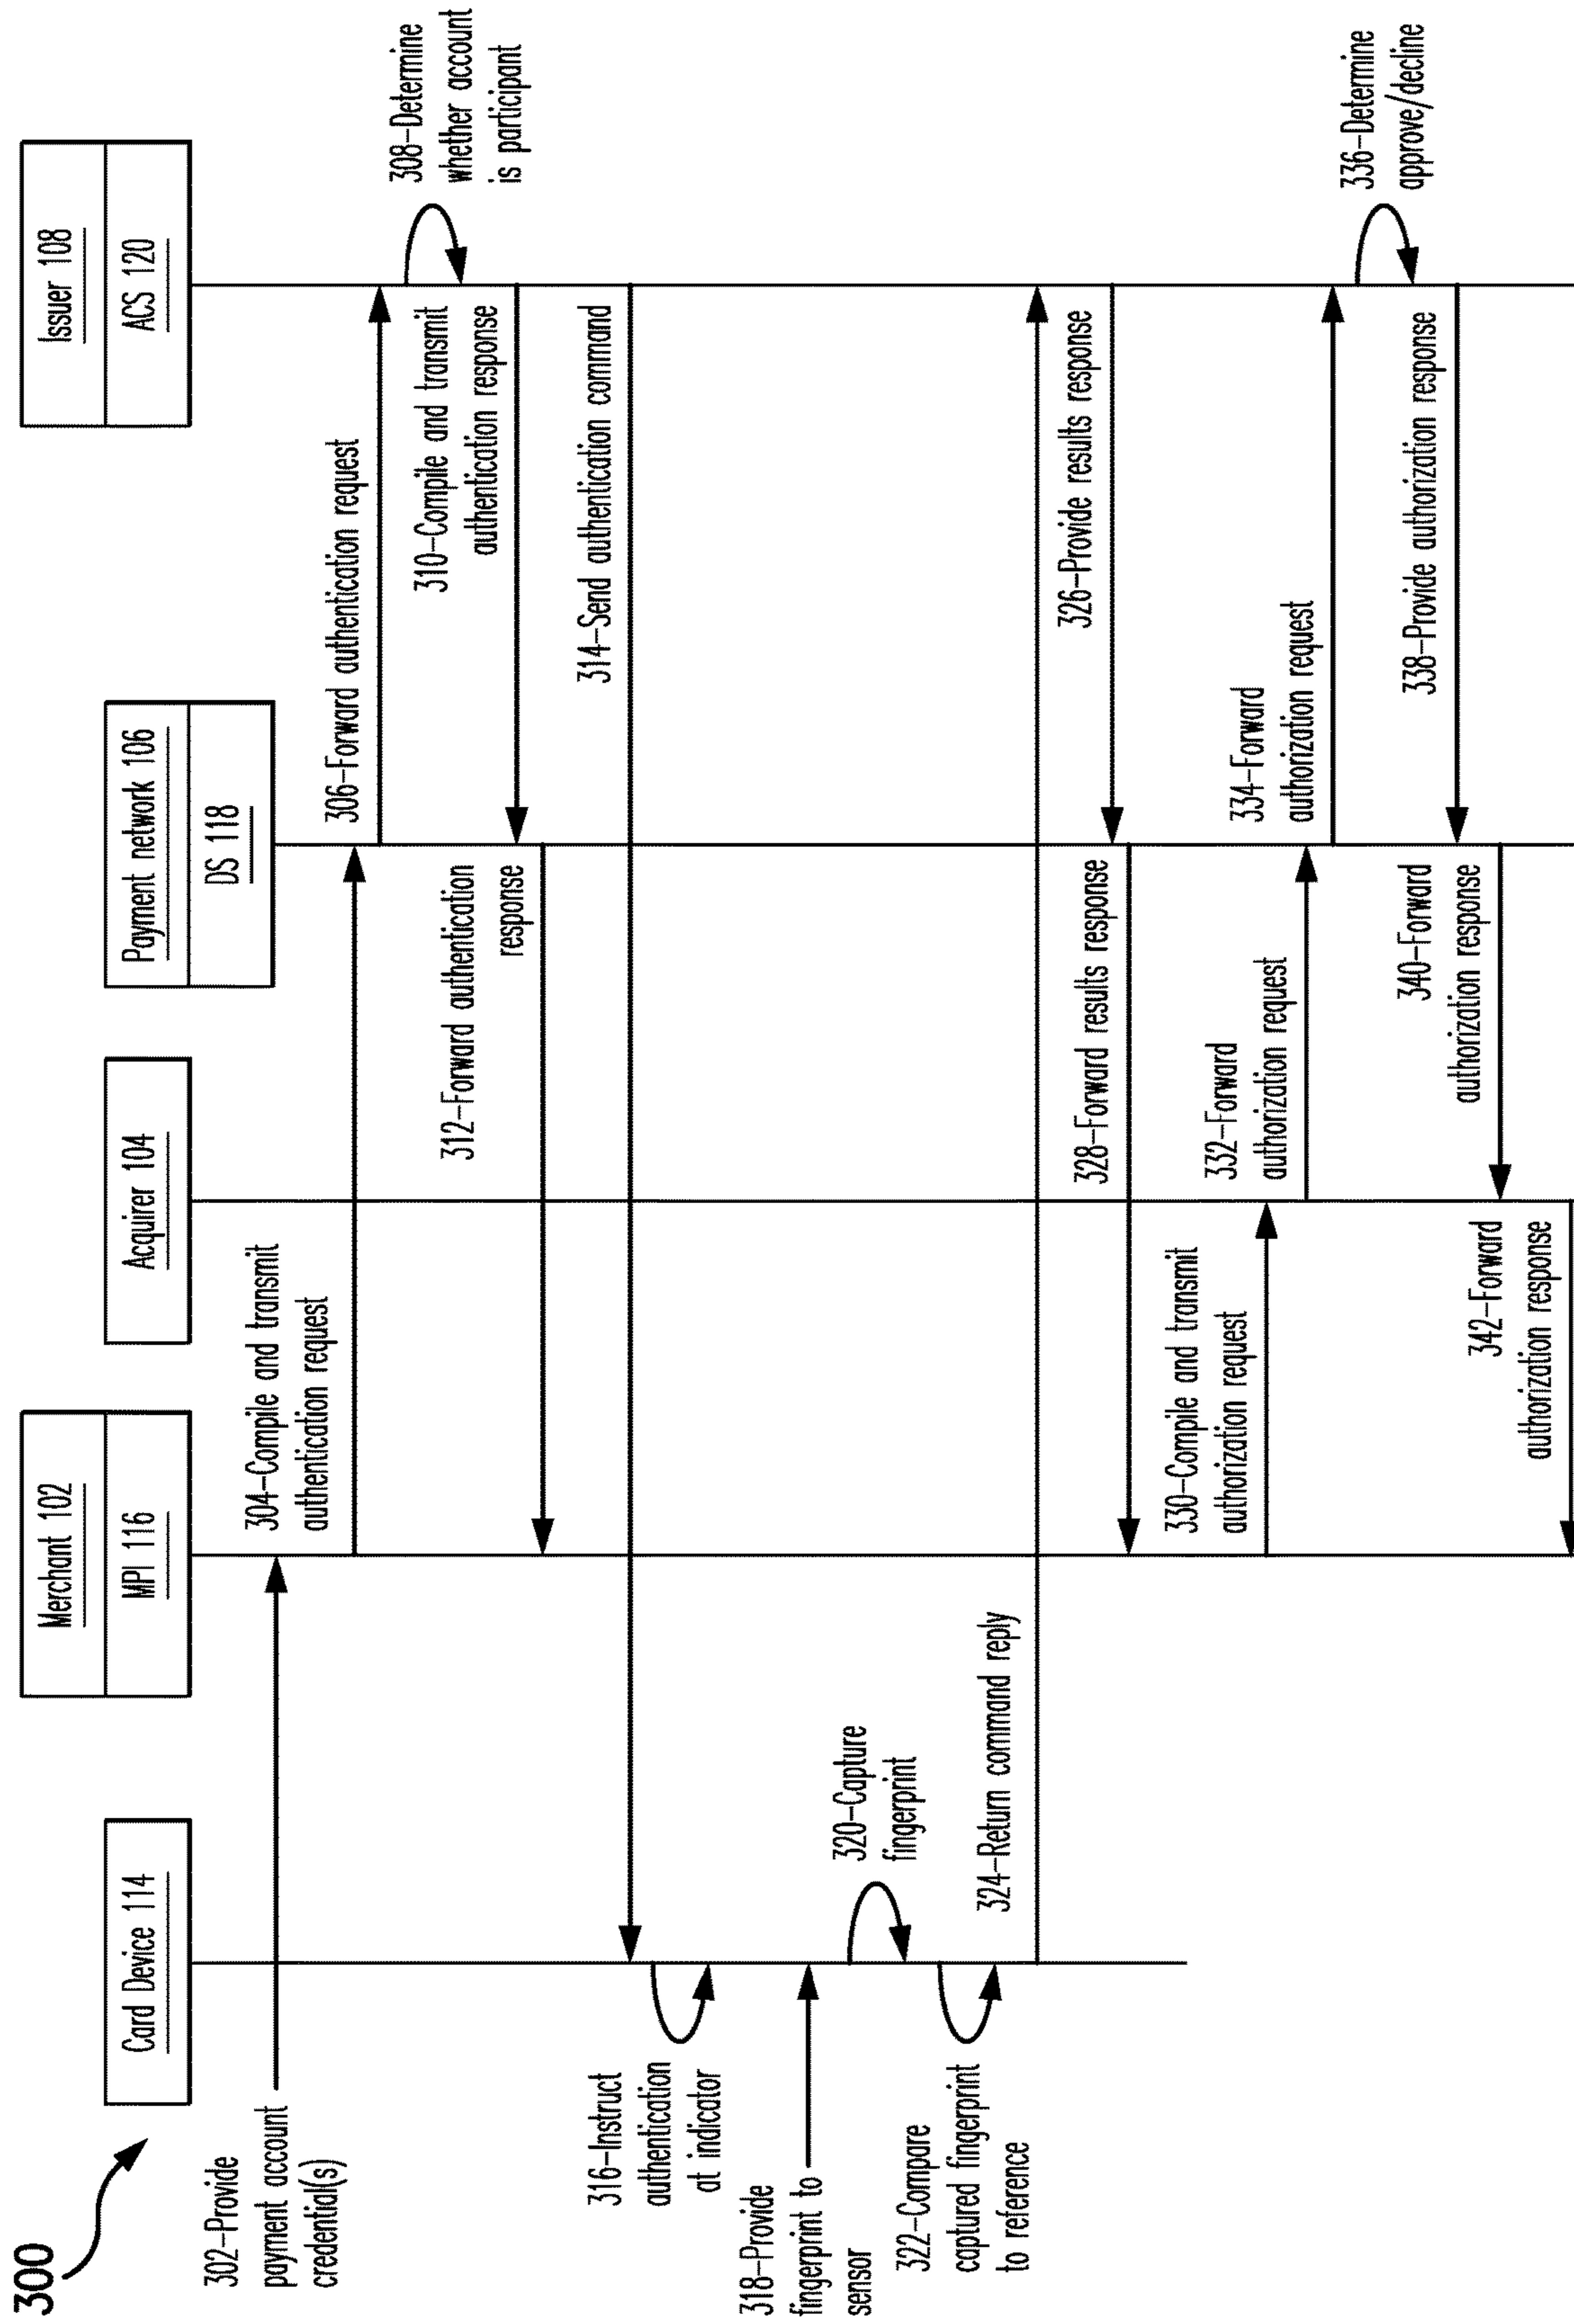 300
Card Device 114
Merchant 102
MPI 116
Acquirer 104
Payment network 106
DS 118
Issuer 108
ACS 120
302–Provide
payment account
credential(s)
304–Compile and transmit
authentication request
306–Forward authentication request
308–Determine
whether account
is participant
310–Compile and transmit
authentication response
312–Forward authentication
response
314–Send authentication command
316–Instruct
authentication
at indicator
318–Provide
fingerprint to
sensor
320–Capture
fingerprint
322–Compare
captured fingerprint
to reference
324–Return command reply
326–Provide results response
328–Forward results response
330–Compile and transmit
authorization request
332–Forward
authorization request
334–Forward
authorization request
336–Determine
approve/decline
338–Provide authorization response
340–Forward
authorization response
342–Forward
authorization response